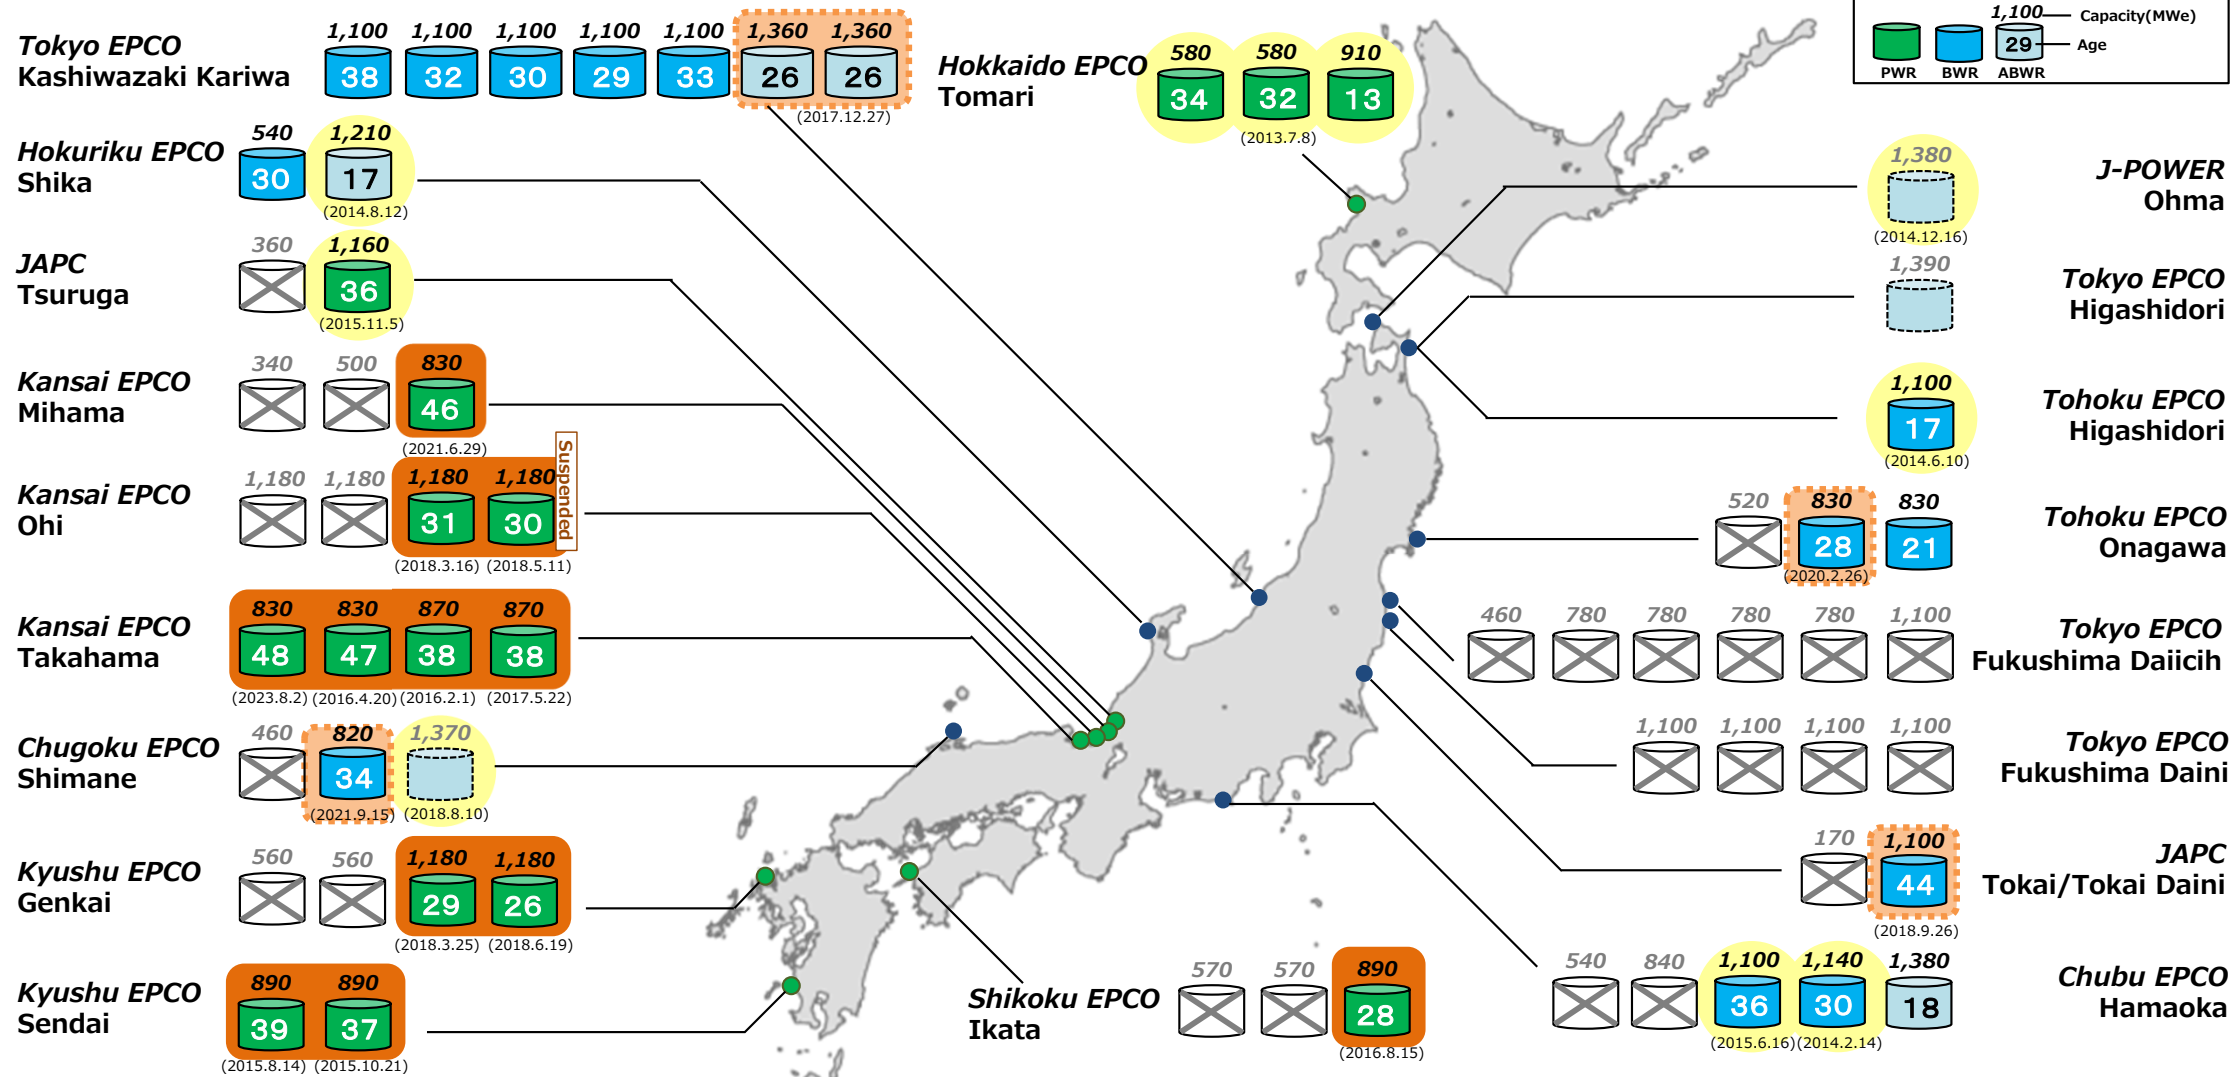 Tokyo EPCO
Kashiwazaki Kariwa
1,100 1,100 1,100 1,100 1,100 1,360 1,360
38 32 30 29 33 26 26
(2017.12.27)
Hokkaido EPCO
Tomari
580 580 910
34 32 13
(2013.7.8)
1,100 Capacity(MWe)
29 Age
PWR BWR ABWR
Hokuriku EPCO
Shika
540 1,210
30 17
(2014.8.12)
JAPC
Tsuruga
360 1,160
36
(2015.11.5)
Kansai EPCO
Mihama
340 500 830
46
(2021.6.29)
Kansai EPCO
Ohi
1,180 1,180 1,180 1,180
31 30
Suspended
(2018.3.16) (2018.5.11)
Kansai EPCO
Takahama
830 830 870 870
48 47 38 38
(2023.8.2) (2016.4.20) (2016.2.1) (2017.5.22)
Chugoku EPCO
Shimane
460 820 1,370
34
(2021.9.15) (2018.8.10)
Kyushu EPCO
Genkai
560 560 1,180 1,180
29 26
(2018.3.25) (2018.6.19)
Kyushu EPCO
Sendai
890 890
39 37
(2015.8.14) (2015.10.21)
Shikoku EPCO
Ikata
570 570 890
28
(2016.8.15)
1,380
J-POWER
Ohma
(2014.12.16)
1,390
Tokyo EPCO
Higashidori
1,100
17
Tohoku EPCO
Higashidori
(2014.6.10)
520 830 830
28 21
Tohoku EPCO
Onagawa
(2020.2.26)
460 780 780 780 780 1,100
Tokyo EPCO
Fukushima Daiicih
1,100 1,100 1,100 1,100
Tokyo EPCO
Fukushima Daini
170 1,100
44
JAPC
Tokai/Tokai Daini
(2018.9.26)
540 840 1,100 1,140 1,380
36 30 18
Chubu EPCO
Hamaoka
(2015.6.16) (2014.2.14)